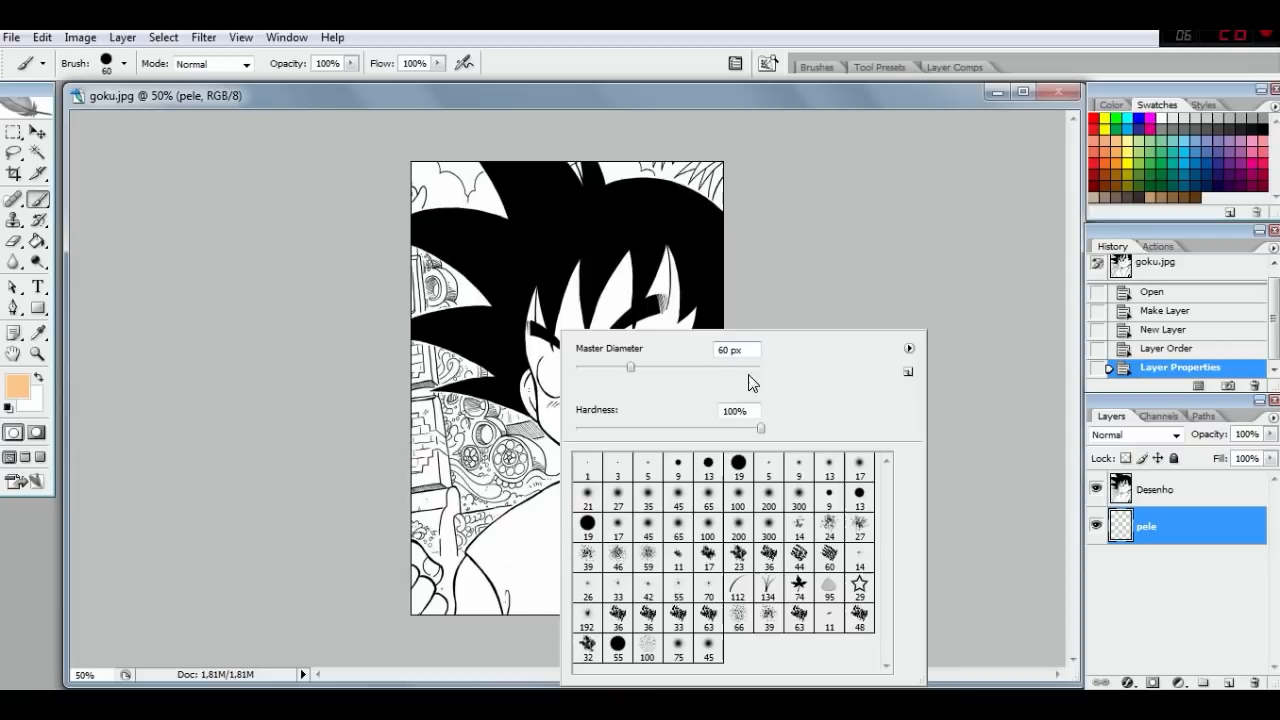 06 CO
File Edit Image Layer Select Filter View Window Help
Brush: 60 Mode: Normal Opacity: 100% Flow: 100% Brushes Tool Presets Layer Comps
goku.jpg @ 50% (pele, RGB/8)
Color Swatches Styles
History Actions
goku.jpg
Open
Make Layer
New Layer
Layer Order
Layer Properties
Master Diameter 60 px
Hardness: 100%
1 3 5 9 13 19 5 9 13 17
21 27 35 45 65 100 200 300 9 13
19 17 45 65 100 200 300 14 24 27
39 46 59 11 17 23 36 44 60 14
26 33 42 55 70 112 134 74 95 29
192 36 36 33 63 66 39 63 11 48
32 55 100 75 45
Layers Channels Paths
Normal Opacity: 100%
Lock: Fill: 100%
Desenho
pele
50% Doc: 1,81M/1,81M